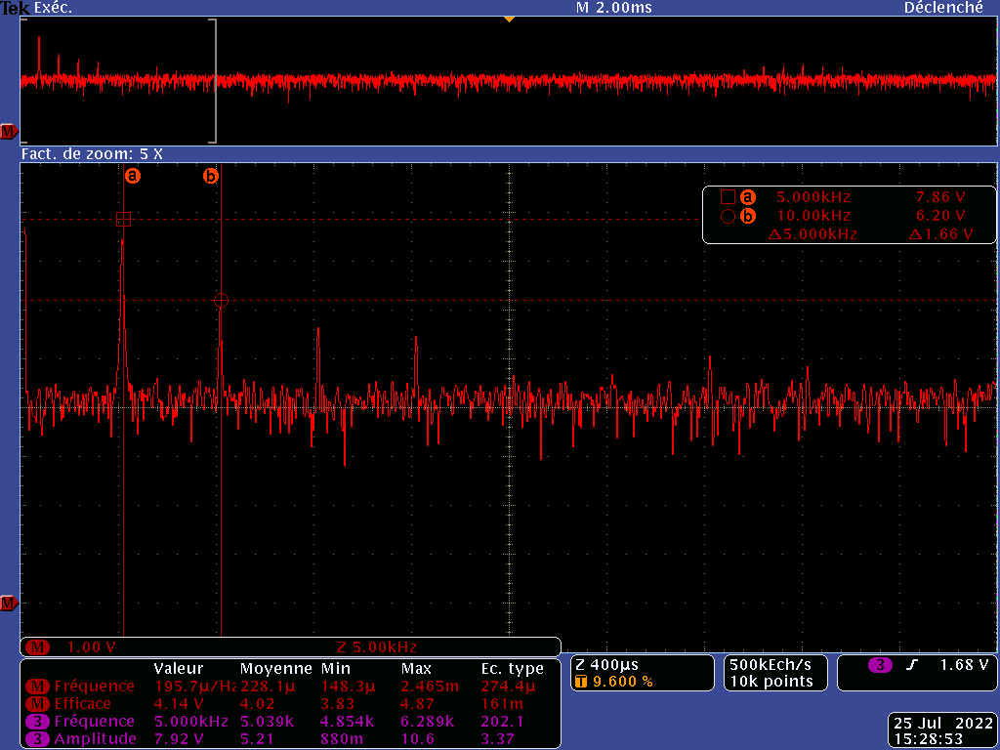 Tek Exéc. M 2.00ms Déclenché
M
Fact. de zoom: 5 X
a b
a 5.000kHz 7.86 V
b 10.00kHz 6.20 V
Δ5.000kHz Δ1.66 V
M
M 1.00 V Z 5.00kHz
Valeur Moyenne Min Max Ec. type
M Fréquence 195.7µ/Hz 228.1µ 148.3µ 2.465m 274.4µ
M Efficace 4.14 V 4.02 3.83 4.87 161m
3 Fréquence 5.000kHz 5.039k 4.854k 6.289k 202.1
3 Amplitude 7.92 V 5.21 880m 10.6 3.37
Z 400µs
T 9.600 %
500kEch/s
10k points
3 1.68 V
25 Jul 2022
15:28:53